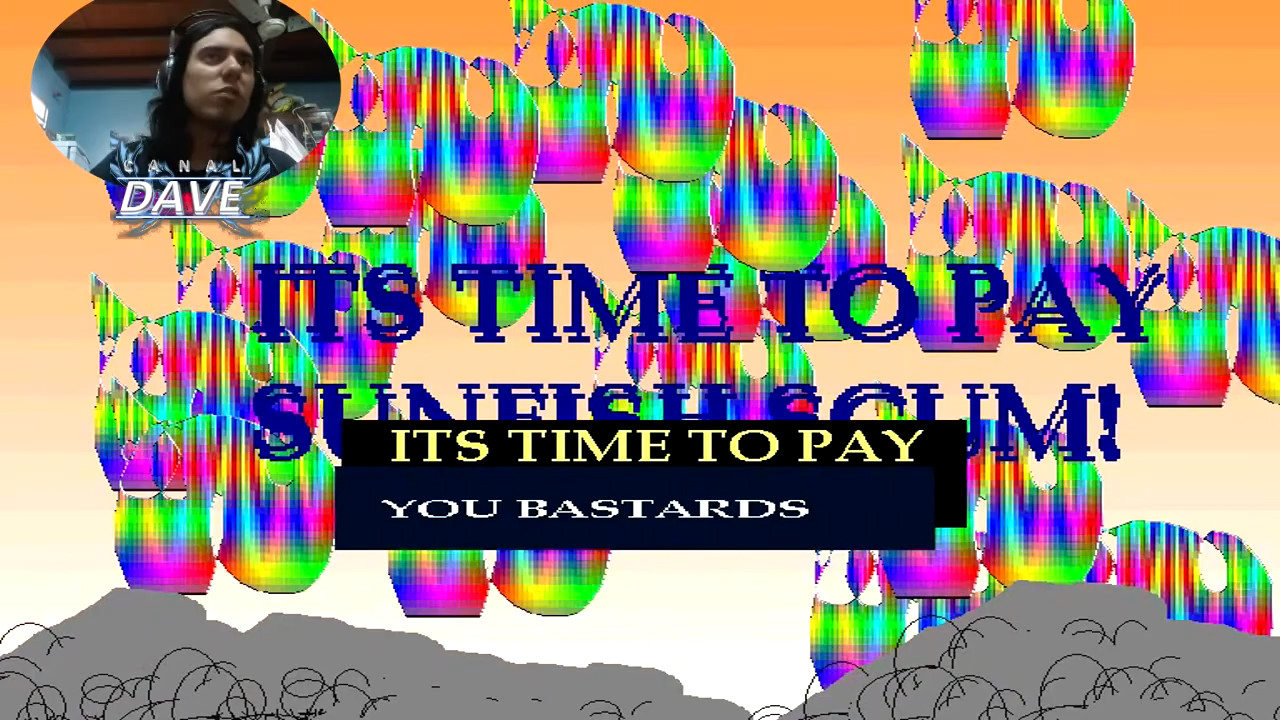 CANAL
DAVE
ITS TIME TO PAY
SUNFISH SCUM!
ITS TIME TO PAY
YOU BASTARDS